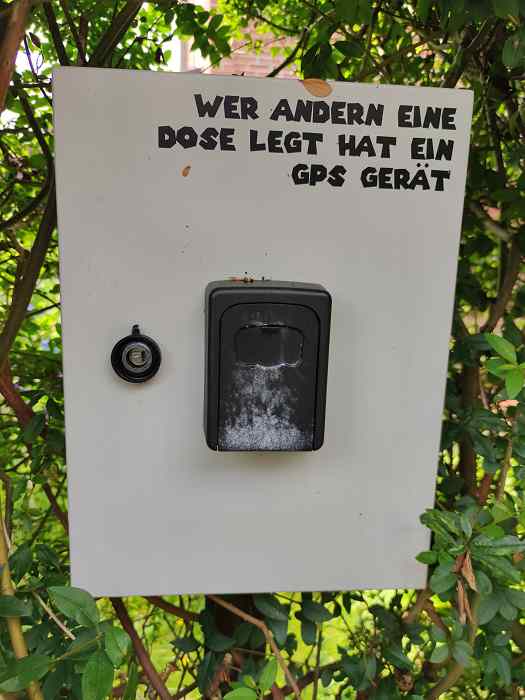 WER ANDERN EINE
DOSE LEGT HAT EIN
GPS GERÄT